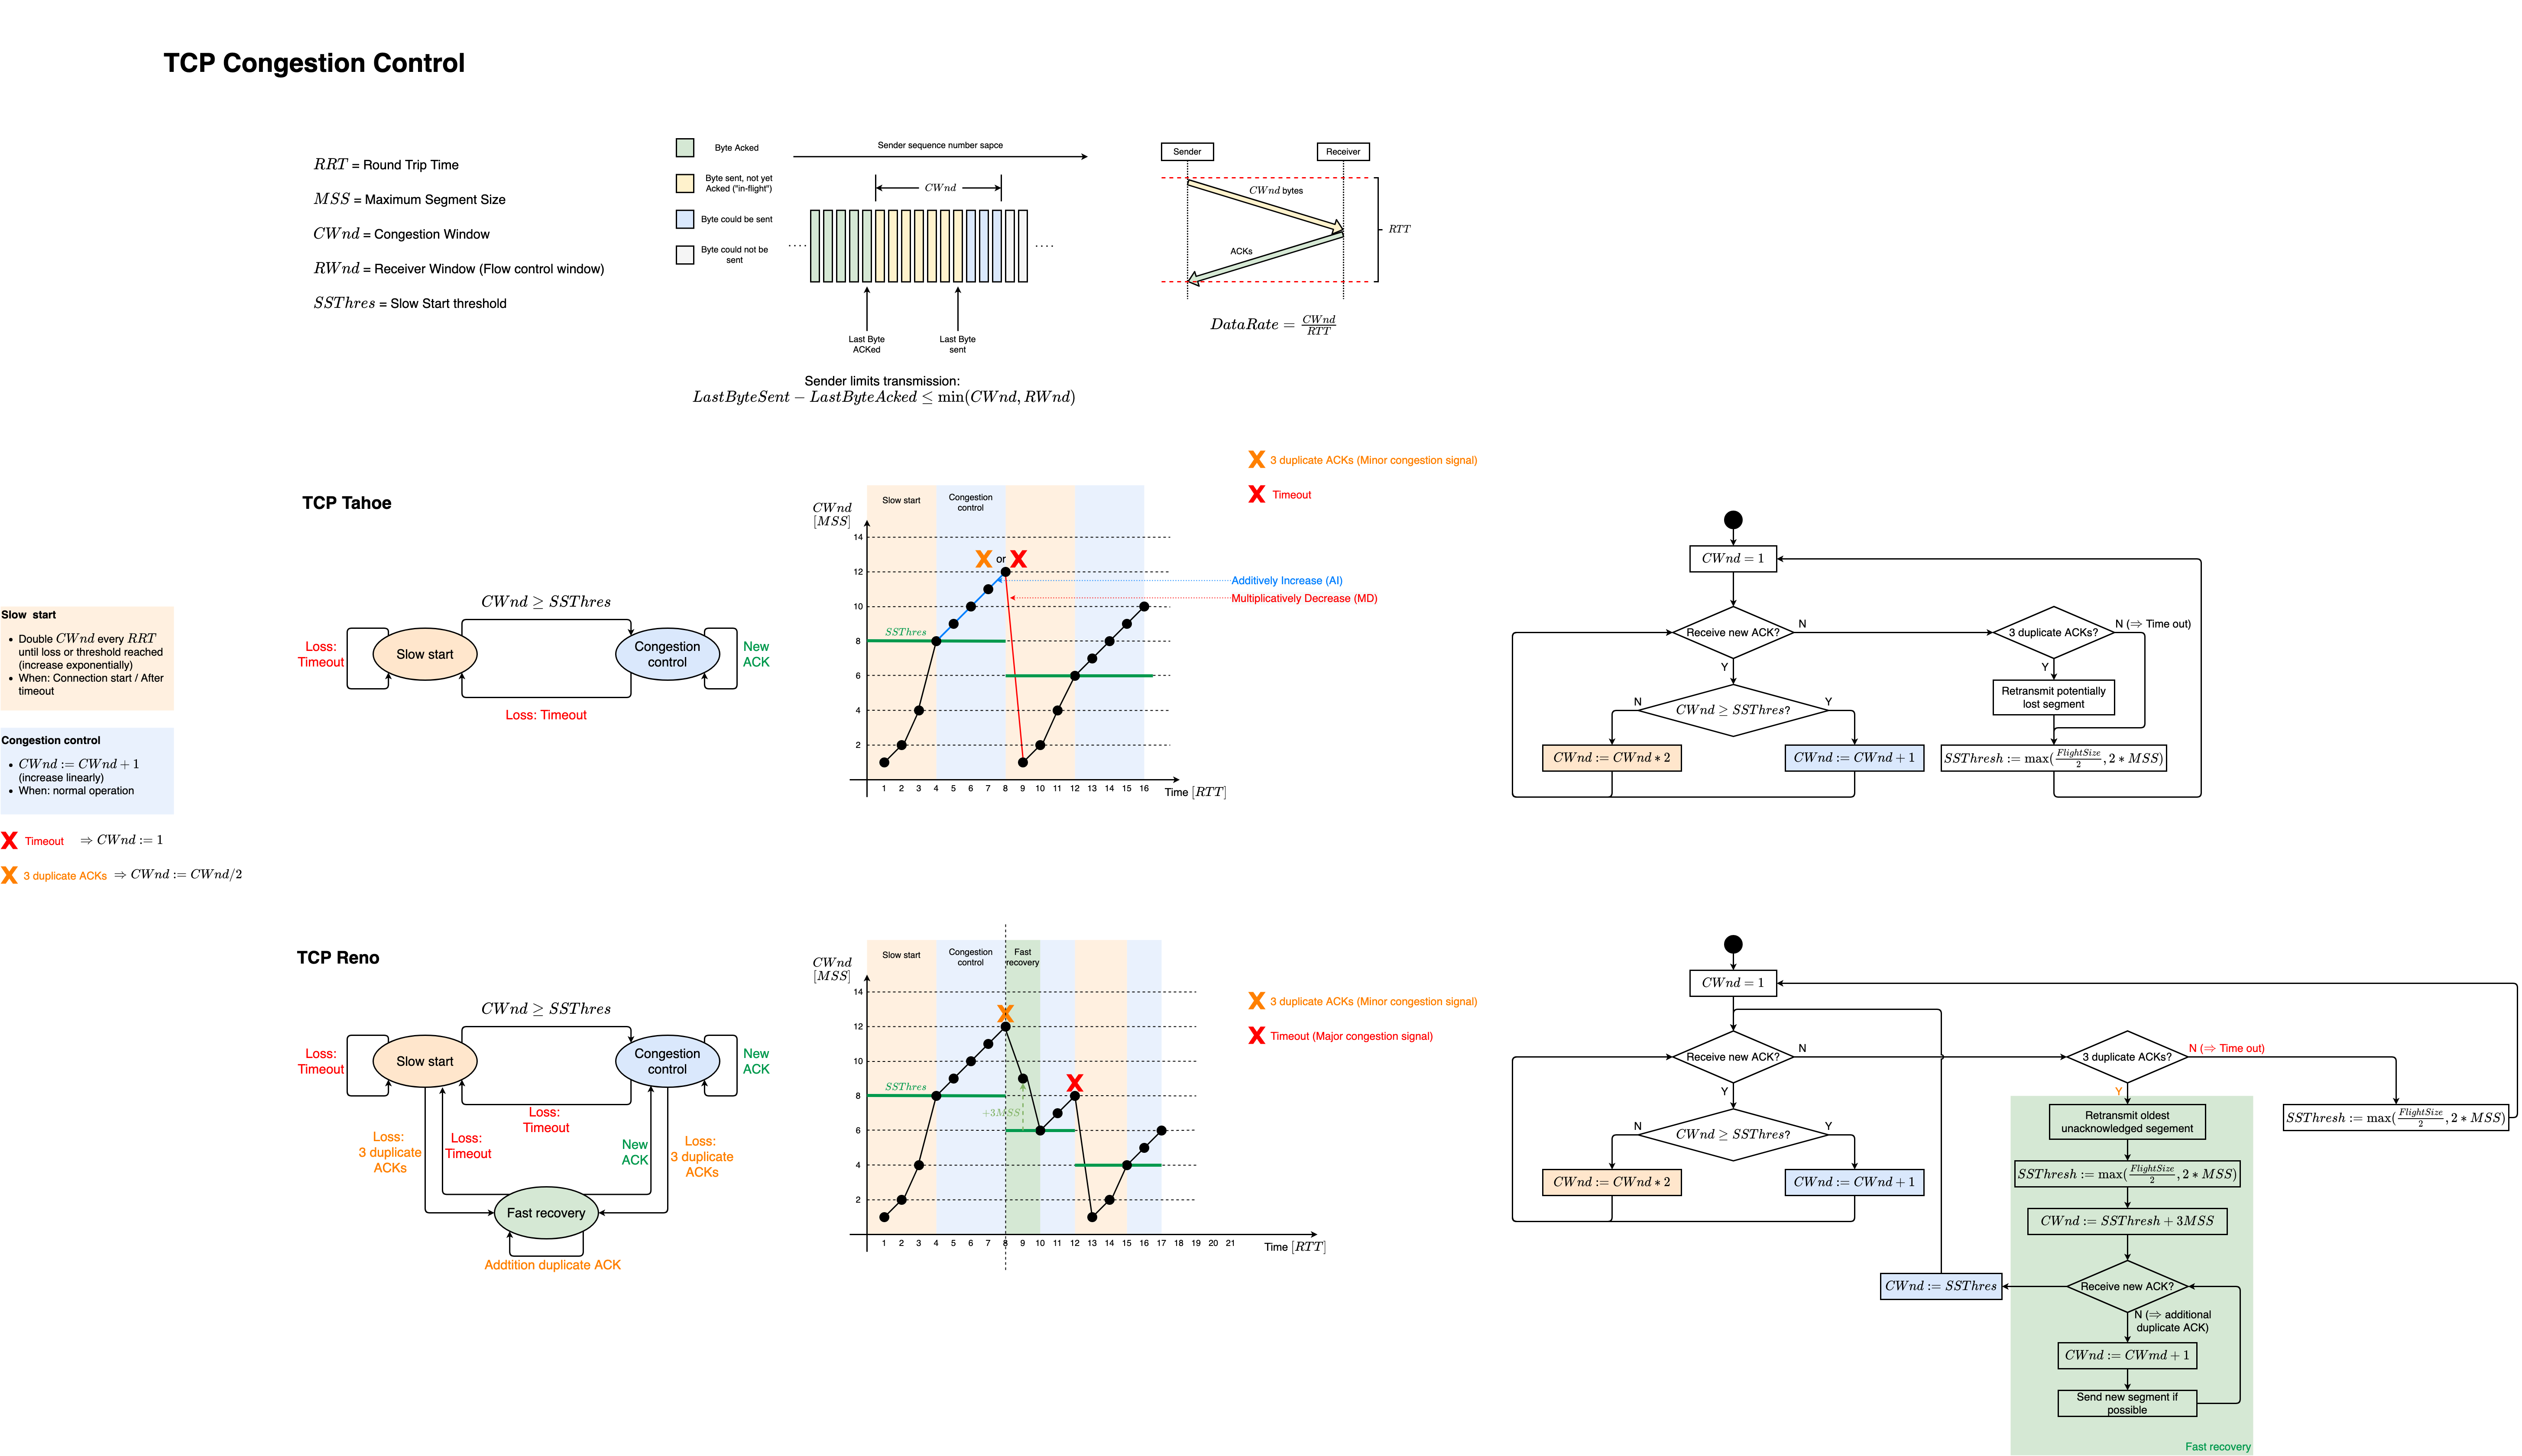 TCP Congestion Control
RRT = Round Trip Time
MSS = Maximum Segment Size
CWnd = Congestion Window
RWnd = Receiver Window (Flow control window)
SSThres = Slow Start threshold
Byte Acked
Byte sent, not yet
Acked ("in-flight")
Byte could be sent
Byte could not be
sent
Sender sequence number sapce
CWnd
....
....
Last Byte
ACKed
Last Byte
sent
Sender limits transmission:
LastByteSent − LastByteAcked ≤ min(CWnd, RWnd)
Sender
Receiver
CWnd bytes
ACKs
RTT
DataRate = CWnd/RTT
X 3 duplicate ACKs (Minor congestion signal)
X Timeout
TCP Tahoe
Slow start
• Double CWnd every RRT
until loss or threshold reached
(increase exponentially)
• When: Connection start / After
timeout
Congestion control
• CWnd := CWnd + 1
(increase linearly)
• When: normal operation
X Timeout ⇒ CWnd := 1
X 3 duplicate ACKs ⇒ CWnd := CWnd/2
CWnd ≥ SSThres
Loss:
Timeout
Slow start
Congestion
control
New
ACK
Loss: Timeout
Slow start
Congestion
control
CWnd
[MSS]
14
12
10
8
6
4
2
X or X
SSThres
Additively Increase (AI)
Multiplicatively Decrease (MD)
1 2 3 4 5 6 7 8 9 10 11 12 13 14 15 16
Time [RTT]
CWnd = 1
Receive new ACK?
N
3 duplicate ACKs?
N (⇒ Time out)
Y
Y
Retransmit potentially
lost segment
N
CWnd ≥ SSThres?
Y
CWnd := CWnd * 2
CWnd := CWnd + 1
SSThresh := max(FlightSize/2, 2 * MSS)
TCP Reno
CWnd ≥ SSThres
Loss:
Timeout
Slow start
Congestion
control
New
ACK
Loss:
Timeout
Loss:
3 duplicate
ACKs
Loss:
Timeout
New
ACK
Loss:
3 duplicate
ACKs
Fast recovery
Addtition duplicate ACK
Slow start
Congestion
control
Fast
recovery
CWnd
[MSS]
14
12
10
8
6
4
2
X
X
SSThres
+3MSS
1 2 3 4 5 6 7 8 9 10 11 12 13 14 15 16 17 18 19 20 21
Time [RTT]
X 3 duplicate ACKs (Minor congestion signal)
X Timeout (Major congestion signal)
CWnd = 1
Receive new ACK?
N
3 duplicate ACKs?
N (⇒ Time out)
Y
Y
Retransmit oldest
unacknowledged segement
SSThresh := max(FlightSize/2, 2 * MSS)
N
CWnd ≥ SSThres?
Y
CWnd := CWnd * 2
CWnd := CWnd + 1
SSThresh := max(FlightSize/2, 2 * MSS)
CWnd := SSThresh + 3MSS
CWnd := SSThres
Receive new ACK?
N (⇒ additional
duplicate ACK)
CWnd := CWmd + 1
Send new segment if
possible
Fast recovery